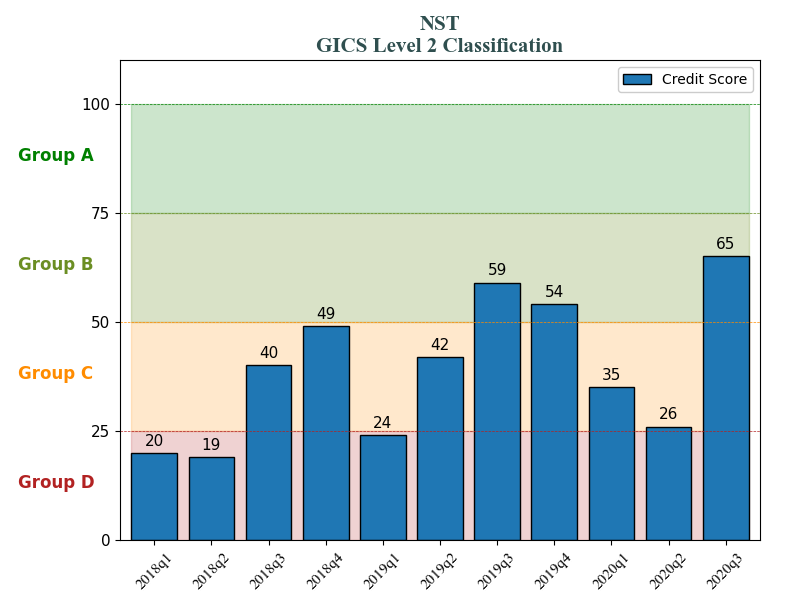 NST
GICS Level 2 Classification
Credit Score
100
Group A
75
65
Group B
59
54
50
49
42
40
Group C
35
26
25
24
20
19
Group D
0
2018q1 2018q2 2018q3 2018q4 2019q1 2019q2 2019q3 2019q4 2020q1 2020q2 2020q3